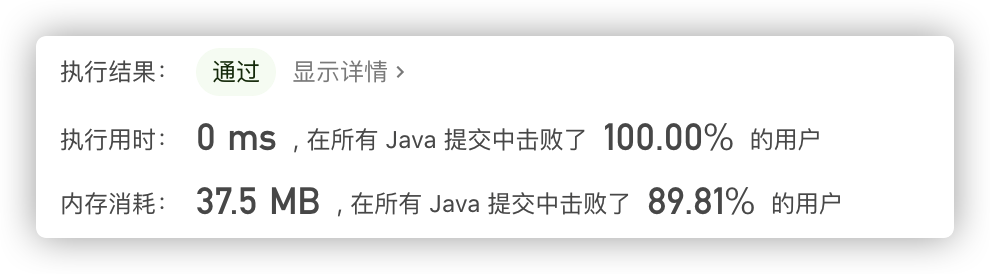 执行结果： 通过 显示详情 >
执行用时： 0 ms , 在所有 Java 提交中击败了 100.00% 的用户
内存消耗： 37.5 MB , 在所有 Java 提交中击败了 89.81% 的用户